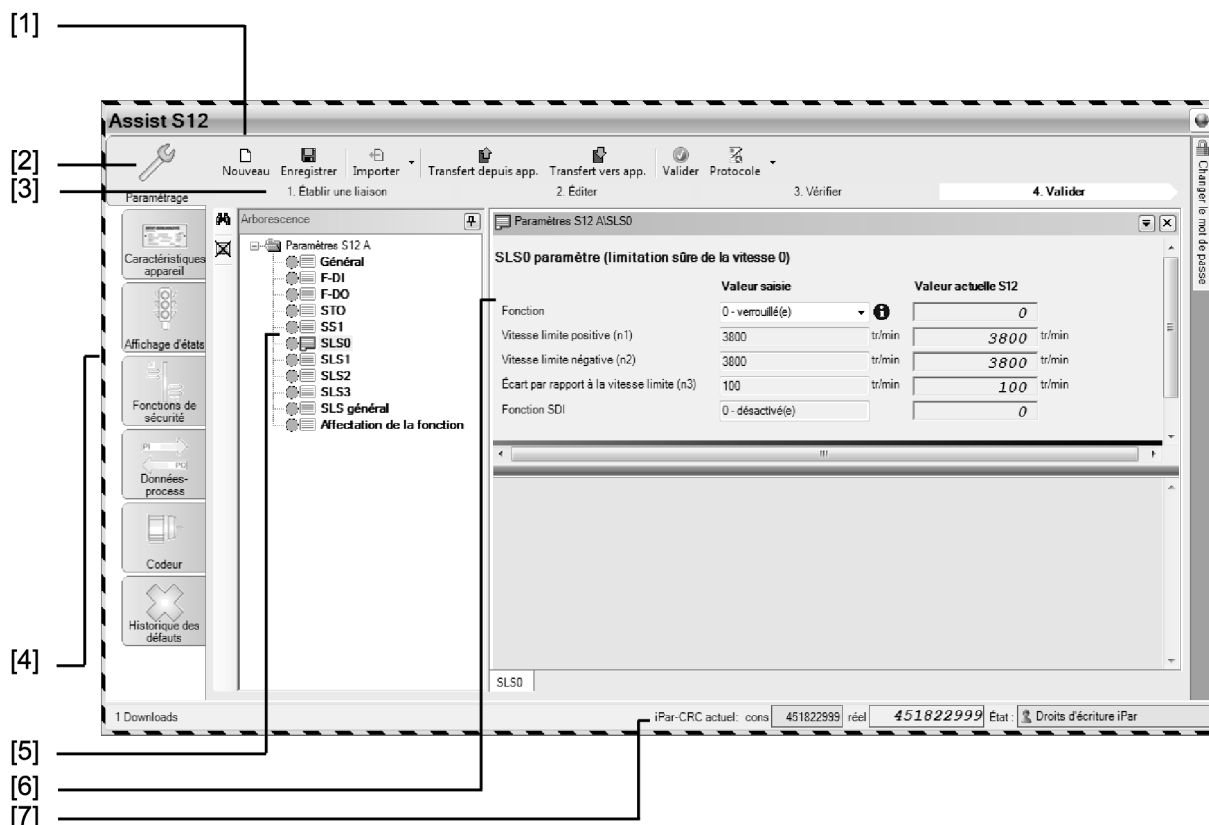 [1]
Assist S12
[2]
Nouveau Enregistrer Importer Transfert depuis app. Transfert vers app. Valider Protocole
[3]
1. Établir une liaison 2. Éditer 3. Vérifier 4. Valider
Changer le mot de passe
Paramétrage
Caractéristiques
appareil
Affichage d'états
Fonctions de
sécurité
PI
PO
Données-
process
Codeur
Historique des
défauts
[4]
Arborescence
Paramètres S12 A
Général
F-DI
F-DO
STO
SS1
SLS0
SLS1
SLS2
SLS3
SLS général
Affectation de la fonction
[5]
Paramètres S12 A\SLS0
SLS0 paramètre (limitation sûre de la vitesse 0)
Valeur saisie Valeur actuelle S12
Fonction 0 - verrouillé(e) 0
Vitesse limite positive (n1) 3800 tr/min 3800 tr/min
Vitesse limite négative (n2) 3800 tr/min 3800 tr/min
Écart par rapport à la vitesse limite (n3) 100 tr/min 100 tr/min
Fonction SDI 0 - désactivé(e) 0
SLS0
[6]
1 Downloads
iPar-CRC actuel: cons 451822999 réel 451822999 État : Droits d'écriture iPar
[7]